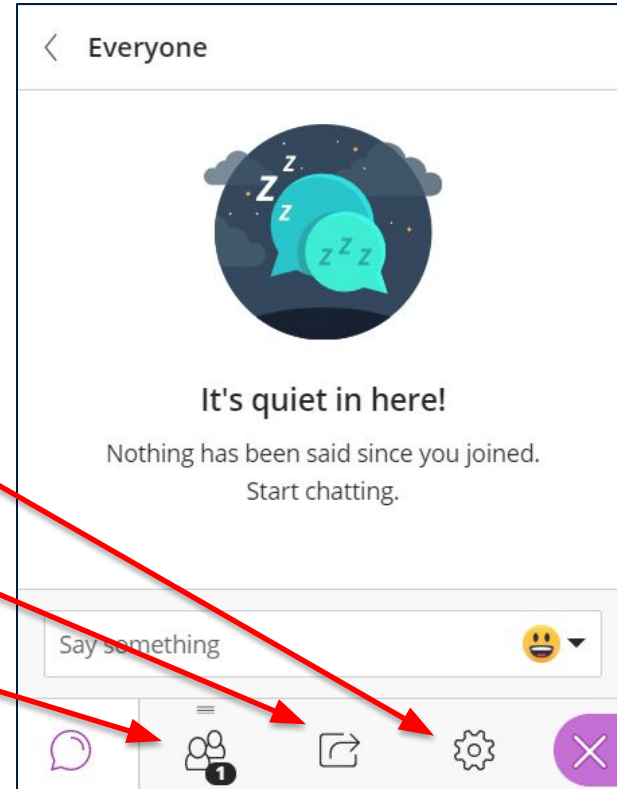 Everyone
z
Z
z
z z z
It's quiet in here!
Nothing has been said since you joined.
Start chatting.
Say something
1